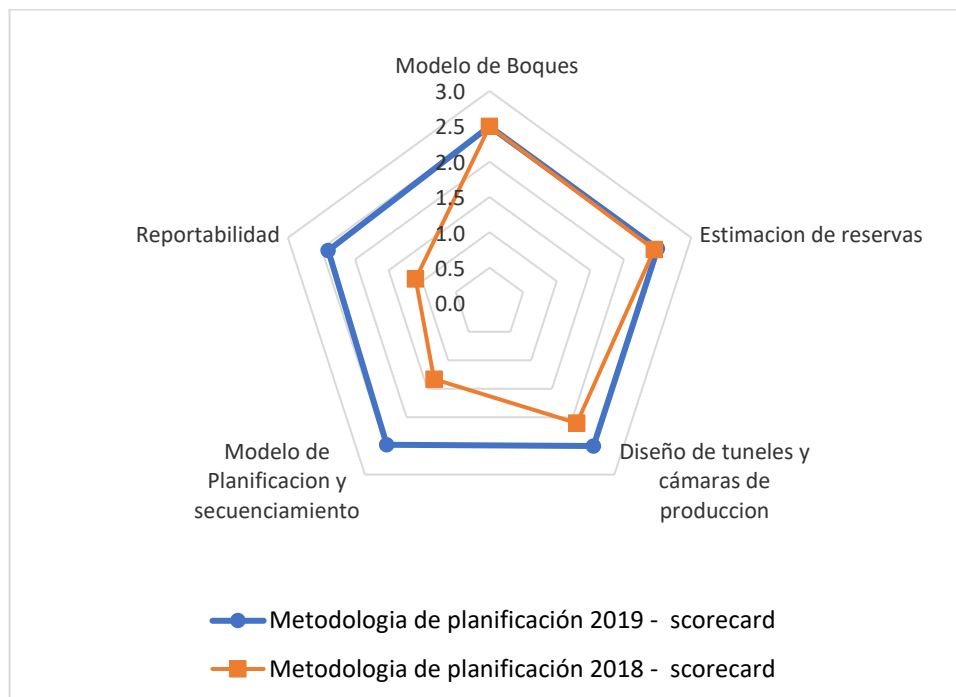 Modelo de Boques
3.0
2.5
2.0
1.5
1.0
0.5
0.0
Reportabilidad
Estimacion de reservas
Modelo de
Planificacion y
secuenciamiento
Diseño de tuneles y
cámaras de
produccion
Metodologia de planificación 2019 - scorecard
Metodologia de planificación 2018 - scorecard